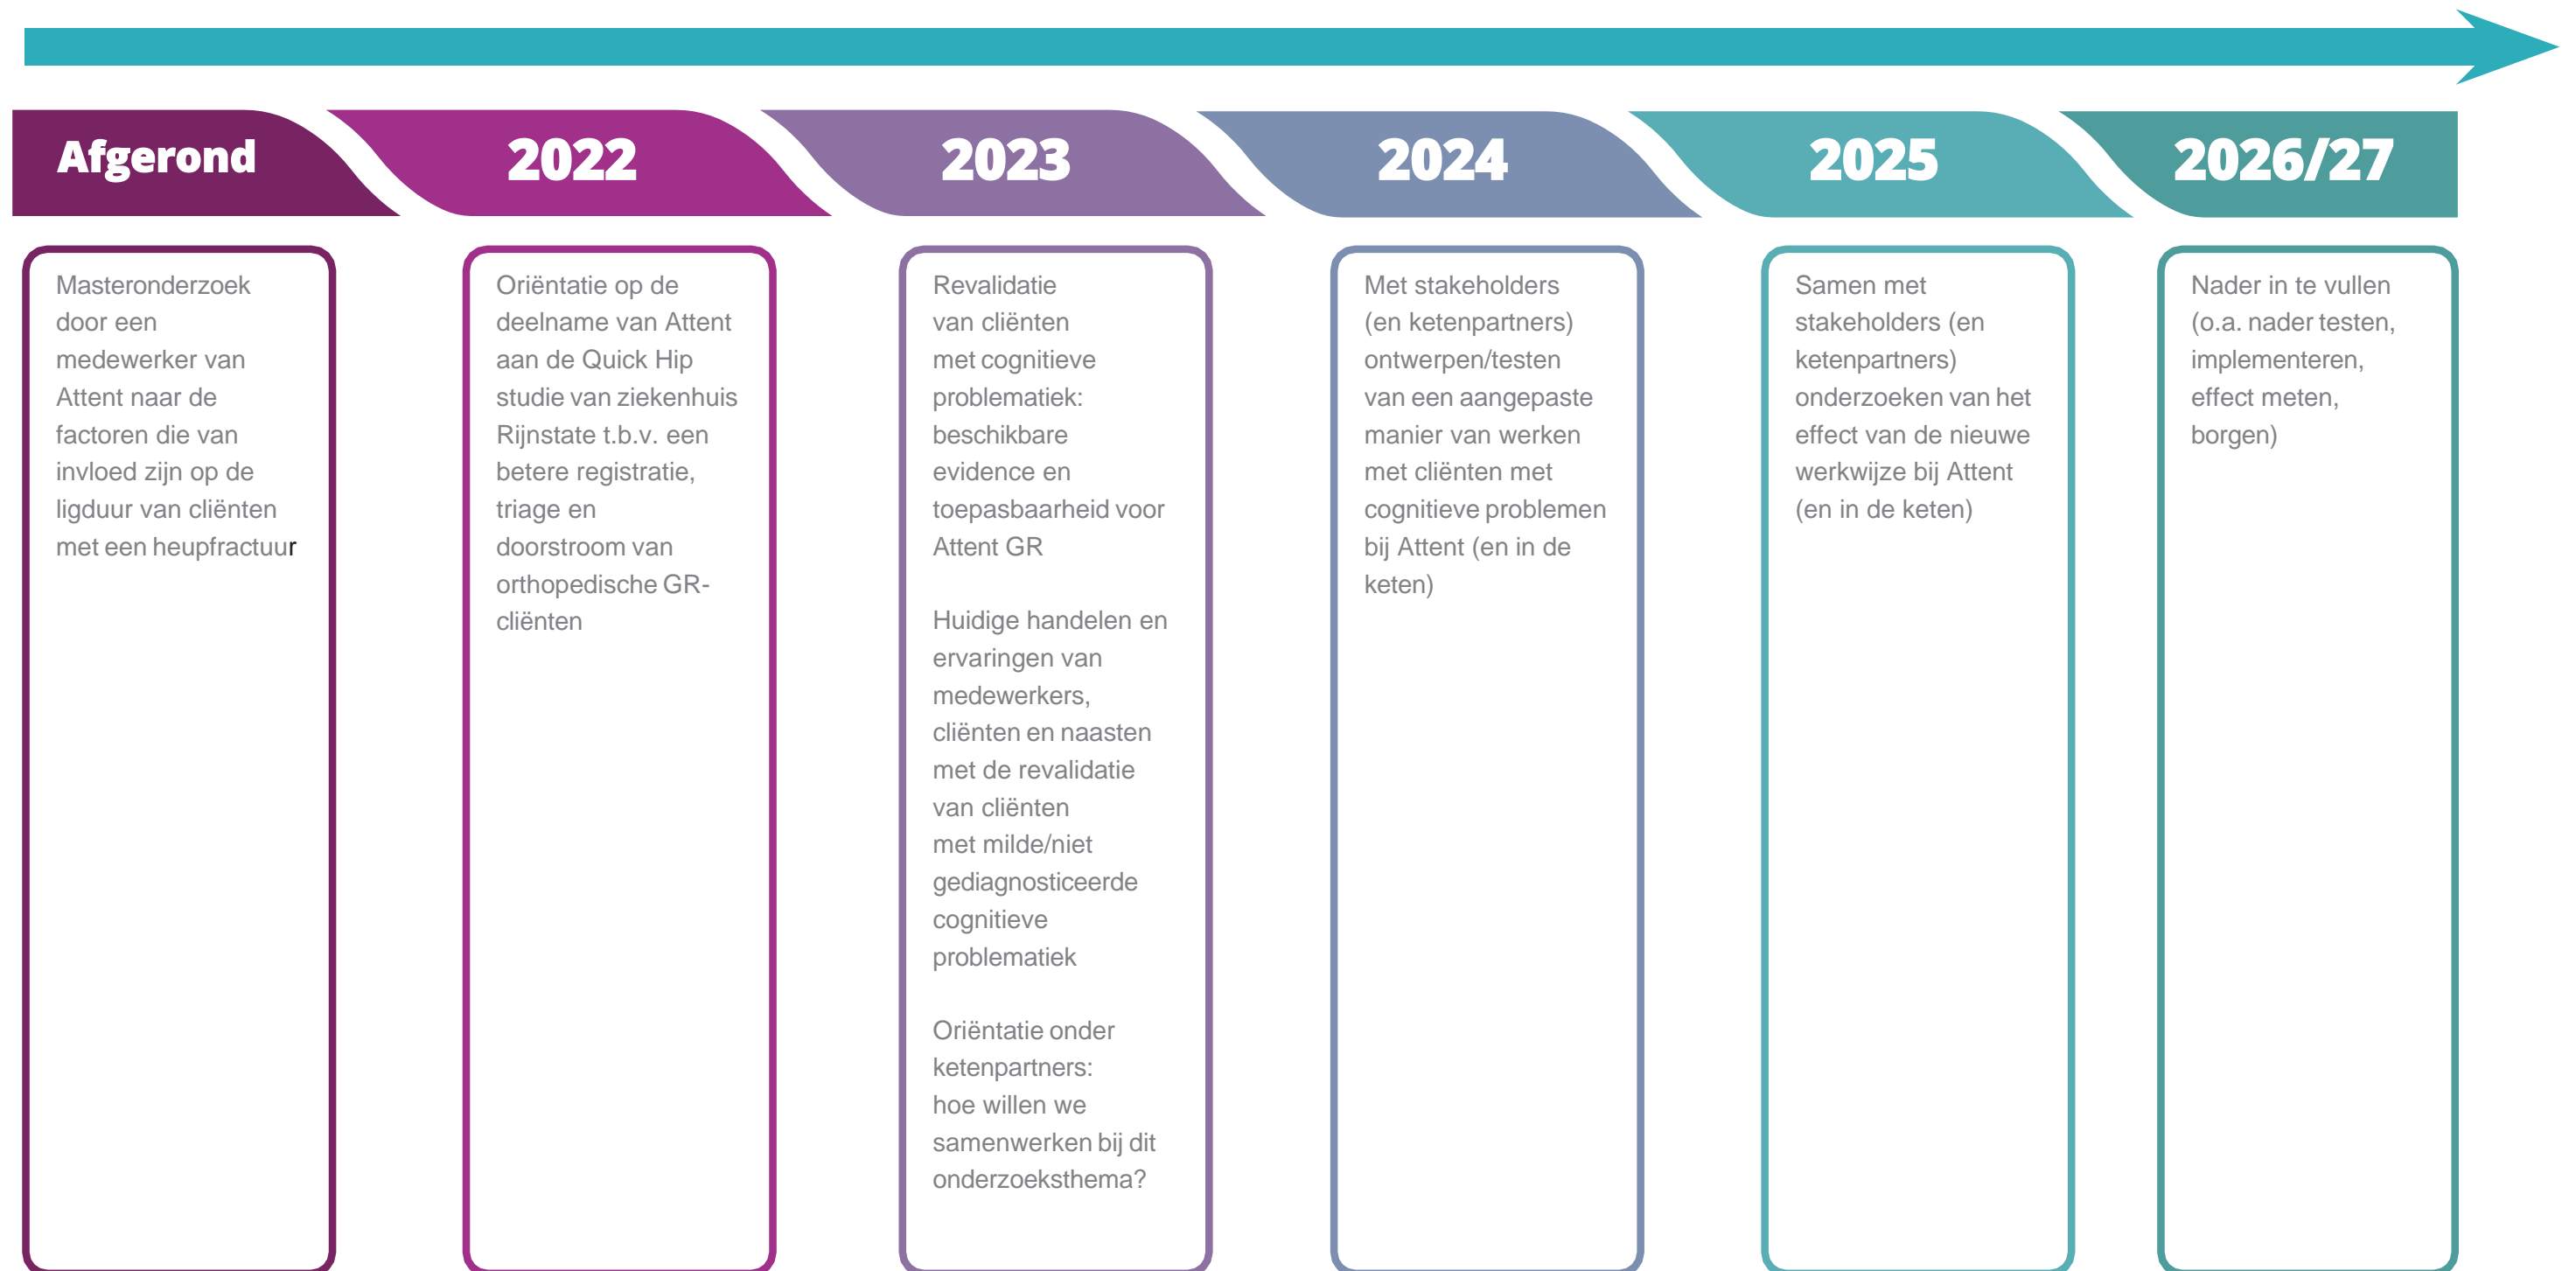 Afgerond
2022
2023
2024
2025
2026/27
Masteronderzoek
door een
medewerker van
Attent naar de
factoren die van
invloed zijn op de
ligduur van cliënten
met een heupfractuur
Oriëntatie op de
deelname van Attent
aan de Quick Hip
studie van ziekenhuis
Rijnstate t.b.v. een
betere registratie,
triage en
doorstroom van
orthopedische GR-
cliënten
Revalidatie
van cliënten
met cognitieve
problematiek:
beschikbare
evidence en
toepasbaarheid voor
Attent GR
Huidige handelen en
ervaringen van
medewerkers,
cliënten en naasten
met de revalidatie
van cliënten
met milde/niet
gediagnosticeerde
cognitieve
problematiek
Oriëntatie onder
ketenpartners:
hoe willen we
samenwerken bij dit
onderzoeksthema?
Met stakeholders
(en ketenpartners)
ontwerpen/testen
van een aangepaste
manier van werken
met cliënten met
cognitieve problemen
bij Attent (en in de
keten)
Samen met
stakeholders (en
ketenpartners)
onderzoeken van het
effect van de nieuwe
werkwijze bij Attent
(en in de keten)
Nader in te vullen
(o.a. nader testen,
implementeren,
effect meten,
borgen)